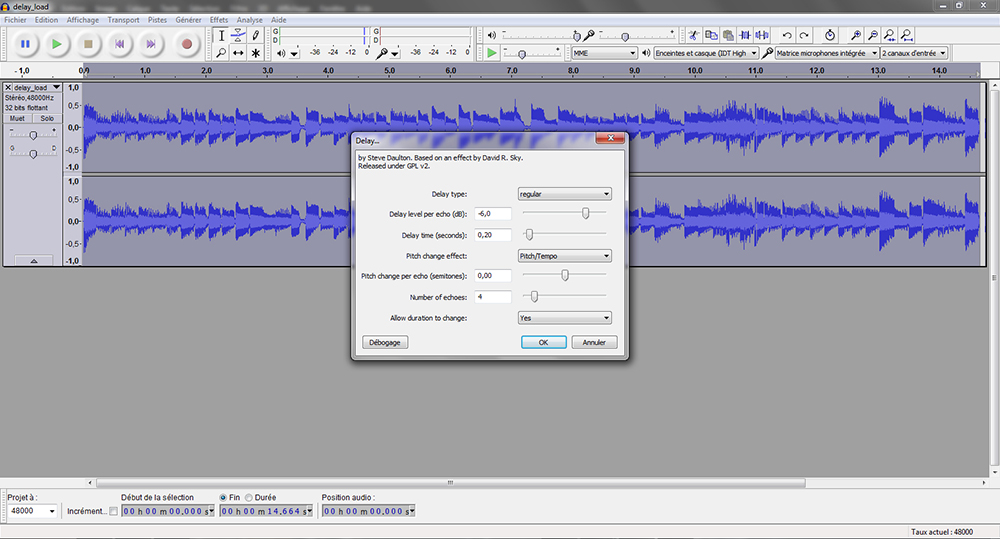 delay_load
Fichier Edition Affichage Transport Pistes Générer Effets Analyse Aide
G
D
-36 -24 -12 0
G
D
-36 -24 -12 0
MME
Enceintes et casque (IDT High
Matrice microphones intégrée
2 canaux d'entrée
- 1,0 0,0 1,0 2,0 3,0 4,0 5,0 6,0 7,0 8,0 9,0 10,0 11,0 12,0 13,0 14,0
delay_load
Stéréo,48000Hz
32 bits flottant
Muet Solo
- +
G D
1,0
0,5-
0,0-
-0,5-
-1,0
1,0
0,5-
0,0-
-0,5-
-1,0
Delay...
by Steve Daulton. Based on an effect by David R. Sky.
Released under GPL v2.
Delay type: regular
Delay level per echo (dB): -6,0
Delay time (seconds): 0,20
Pitch change effect: Pitch/Tempo
Pitch change per echo (semitones): 0,00
Number of echoes: 4
Allow duration to change: Yes
Débogage OK Annuler
Projet à : Début de la sélection Fin Durée Position audio :
48000 Incrément... 00 h 00 m 00,000 s 00 h 00 m 14,664 s 00 h 00 m 00,000 s
Taux actuel : 48000